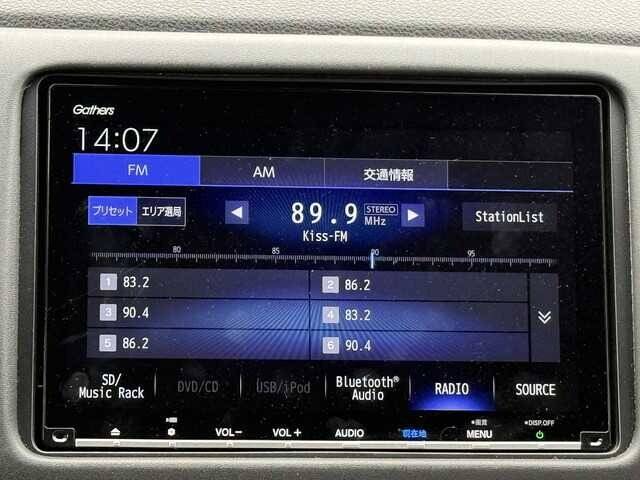 Gathers
14:07
FM AM 交通情報
プリセット エリア選局 ◀ 89.9 STEREO MHz ▶ StationList
Kiss-FM
80 85 90 95
1 83.2 2 86.2
3 90.4 4 83.2
5 86.2 6 90.4
SD/ Music Rack DVD/CD USB/iPod Bluetooth® Audio RADIO SOURCE
VOL− VOL+ AUDIO 現在地 •画質 MENU •DISP.OFF